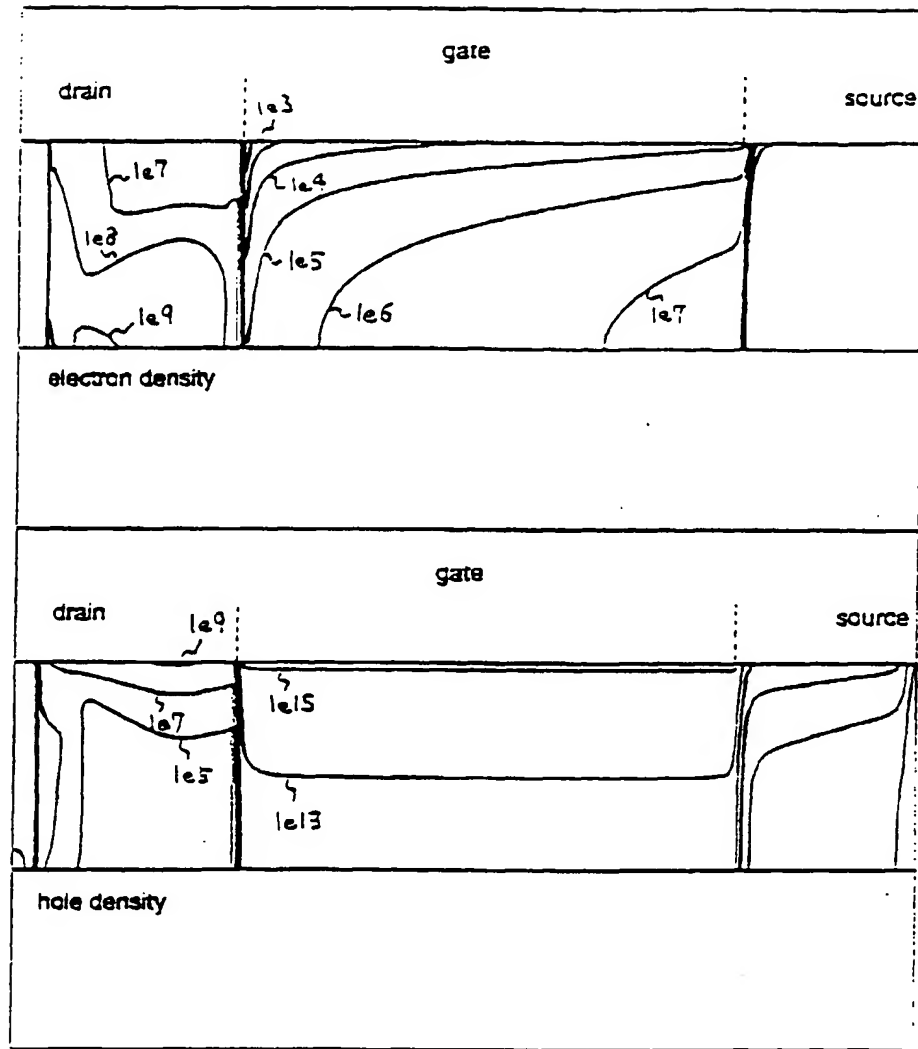 gate
drain
1e3
source
1e7
1e4
1e8
1e5
1e9
1e6
1e7
electron density
gate
drain
1e9
source
1e15
1e7
1e5
1e13
hole density